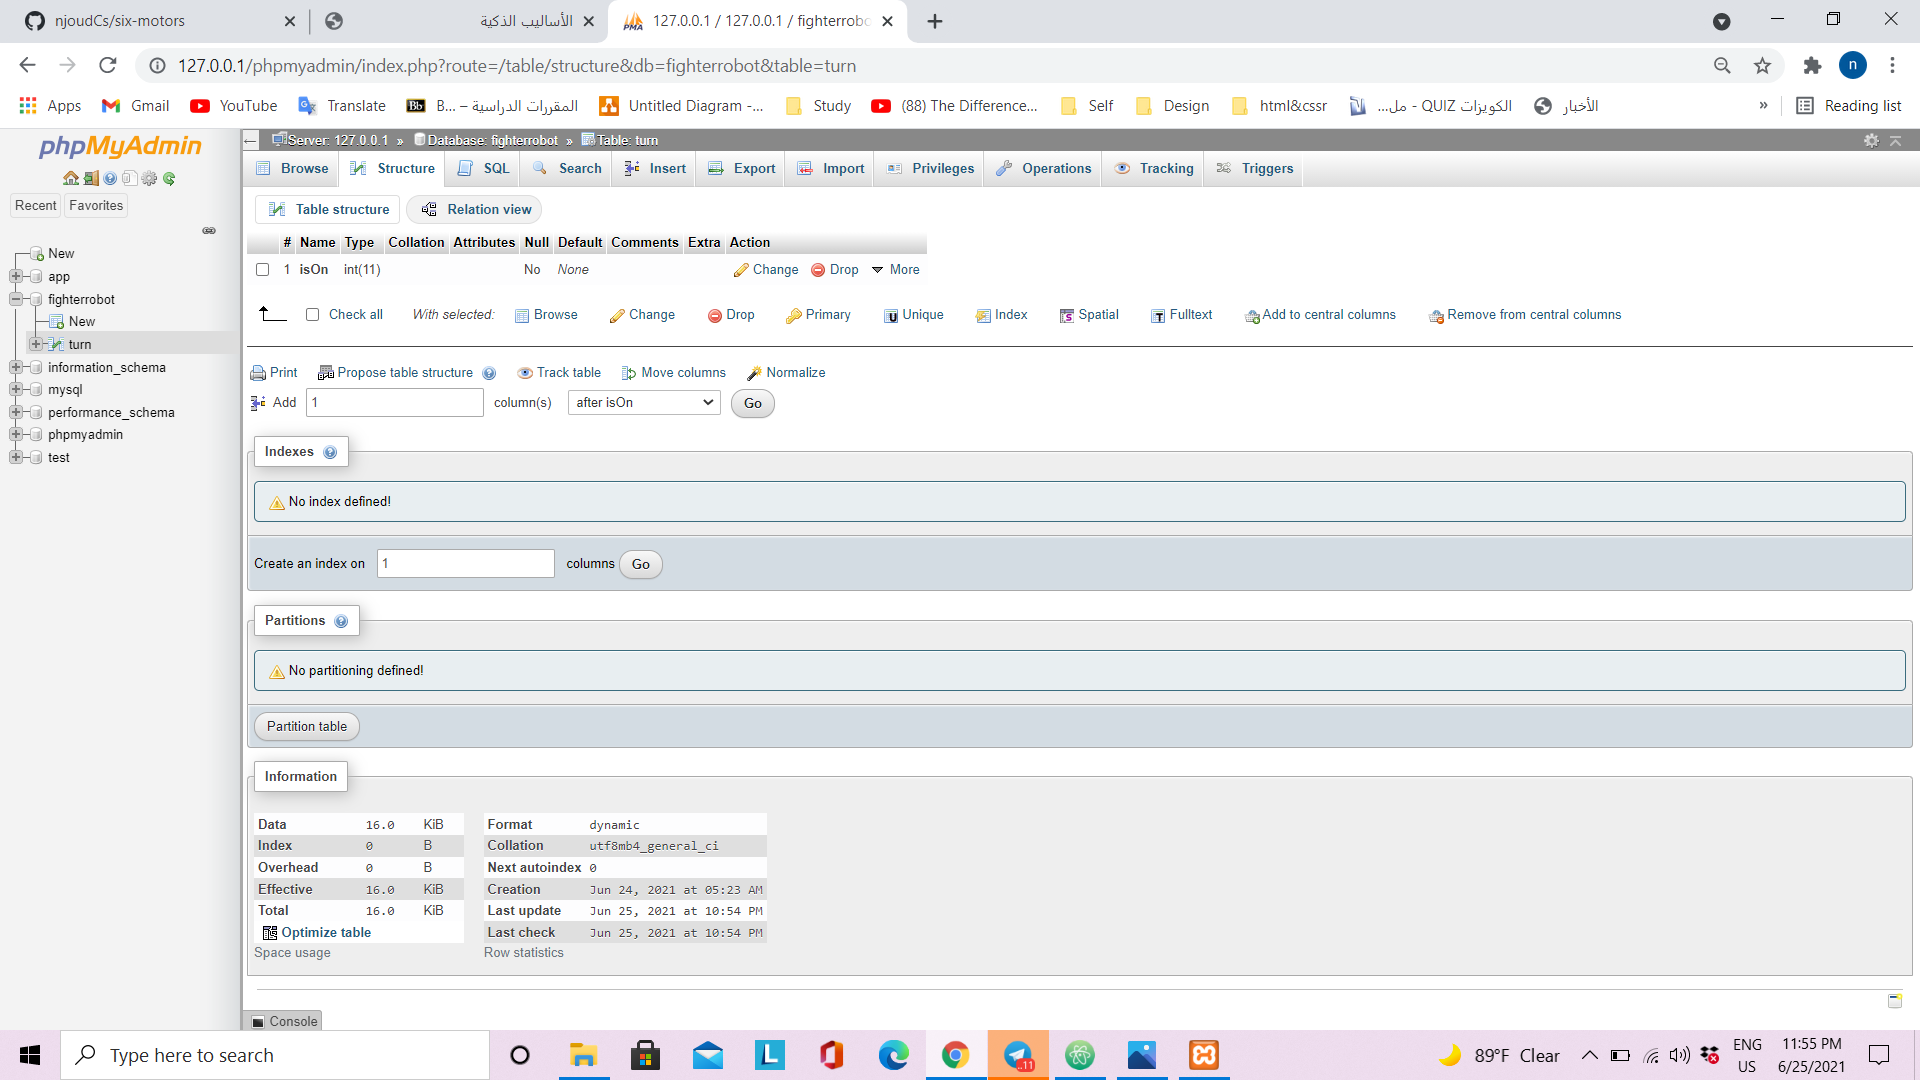 njoudCs/six-motors
الأساليب الذكية
127.0.0.1 / 127.0.0.1 / fighterrobo
127.0.0.1/phpmyadmin/index.php?route=/table/structure&db=fighterrobot&table=turn
n
Apps
Gmail
YouTube
Translate
Bb
B... – المقررات الدراسية
Untitled Diagram -...
Study
(88) The Difference...
Self
Design
html&cssr
الكويزات QUIZ - مل...
الأخبار
»
Reading list
phpMyAdmin
Recent
Favorites
New
app
fighterrobot
New
turn
information_schema
mysql
performance_schema
phpmyadmin
test
Server: 127.0.0.1 » Database: fighterrobot » Table: turn
Browse
Structure
SQL
Search
Insert
Export
Import
Privileges
Operations
Tracking
Triggers
Table structure
Relation view
# Name Type Collation Attributes Null Default Comments Extra Action
1 isOn int(11) No None Change Drop More
Check all With selected: Browse Change Drop Primary Unique Index Spatial Fulltext Add to central columns Remove from central columns
Print Propose table structure Track table Move columns Normalize
Add 1 column(s) after isOn Go
Indexes
No index defined!
Create an index on 1 columns Go
Partitions
No partitioning defined!
Partition table
Information
Data 16.0 KiB
Index 0 B
Overhead 0 B
Effective 16.0 KiB
Total 16.0 KiB
Optimize table
Space usage
Format dynamic
Collation utf8mb4_general_ci
Next autoindex 0
Creation Jun 24, 2021 at 05:23 AM
Last update Jun 25, 2021 at 10:54 PM
Last check Jun 25, 2021 at 10:54 PM
Row statistics
Console
Type here to search
L
..11
89°F Clear
ENG
US
11:55 PM
6/25/2021